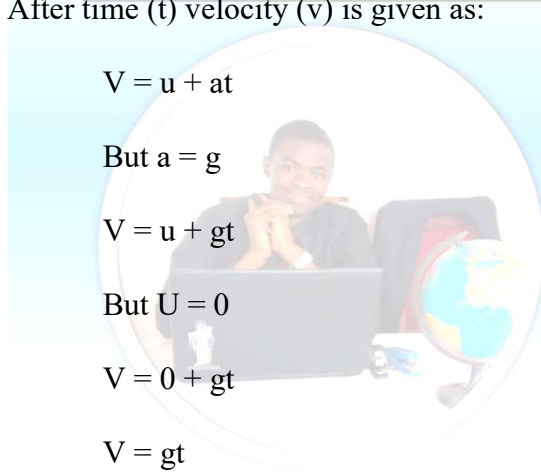 After time (t) velocity (v) is given as:
V = u + at
But a = g
V = u + gt
But U = 0
V = 0 + gt
V = gt